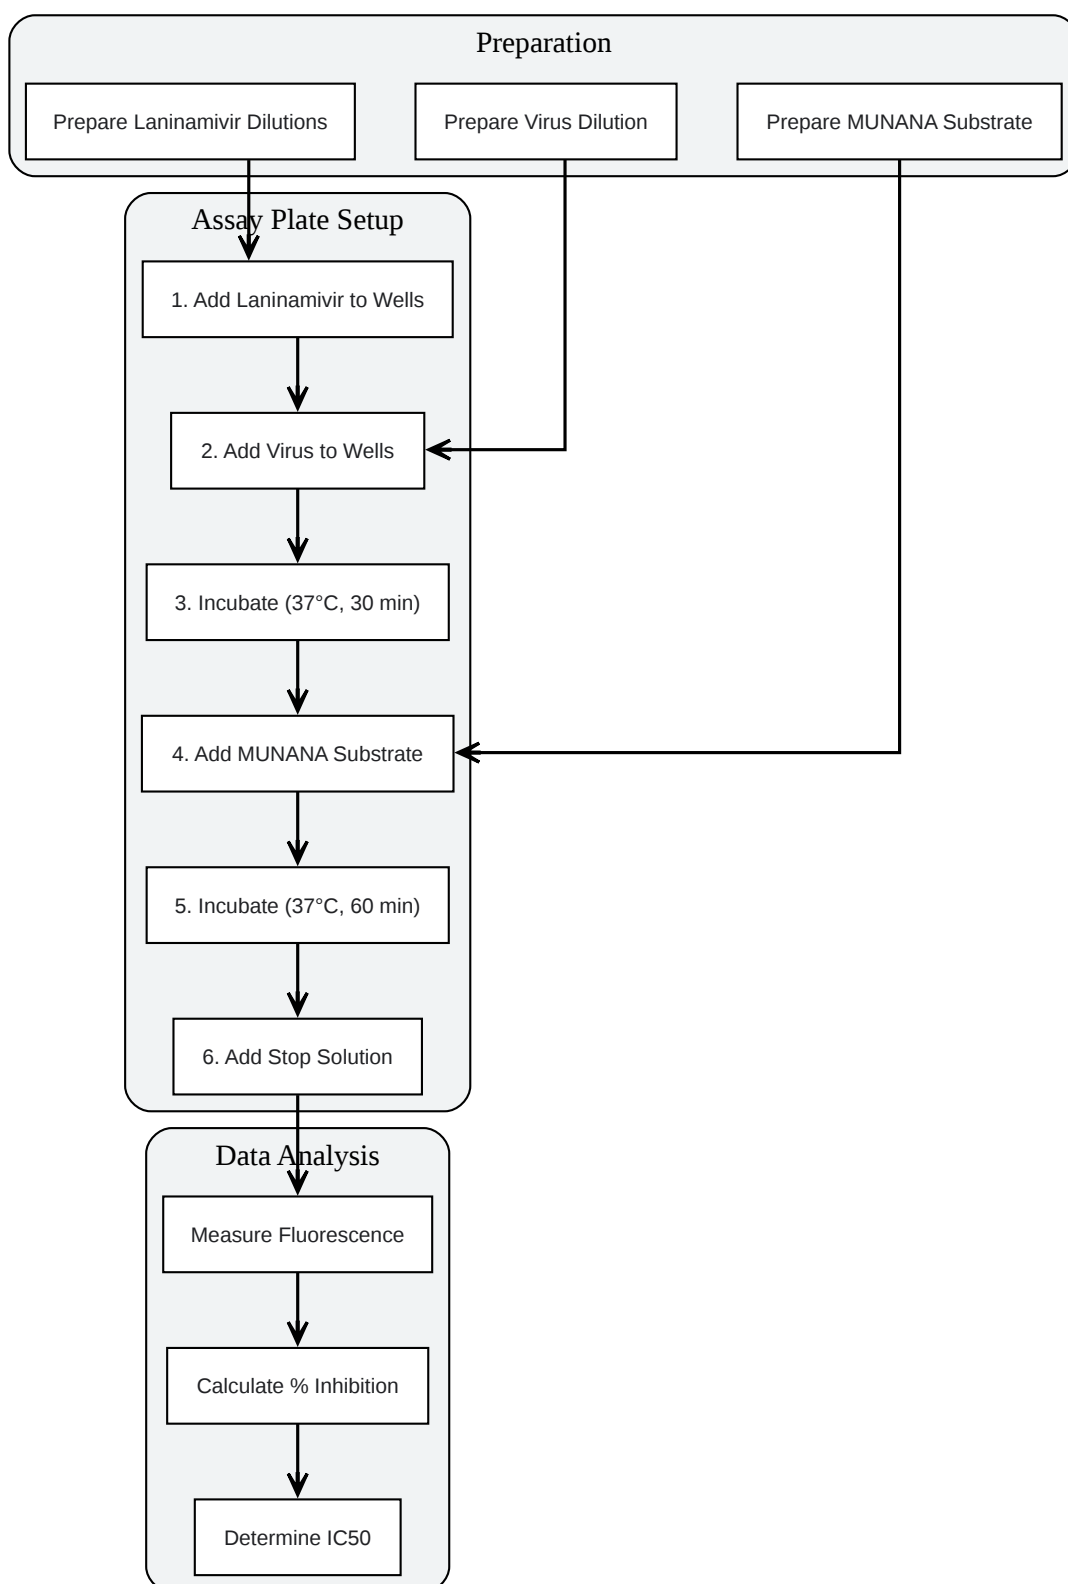 Preparation
Prepare Laninamivir Dilutions
Prepare Virus Dilution
Prepare MUNANA Substrate
Assay Plate Setup
1. Add Laninamivir to Wells
2. Add Virus to Wells
3. Incubate (37°C, 30 min)
4. Add MUNANA Substrate
5. Incubate (37°C, 60 min)
6. Add Stop Solution
Data Analysis
Measure Fluorescence
Calculate % Inhibition
Determine IC50